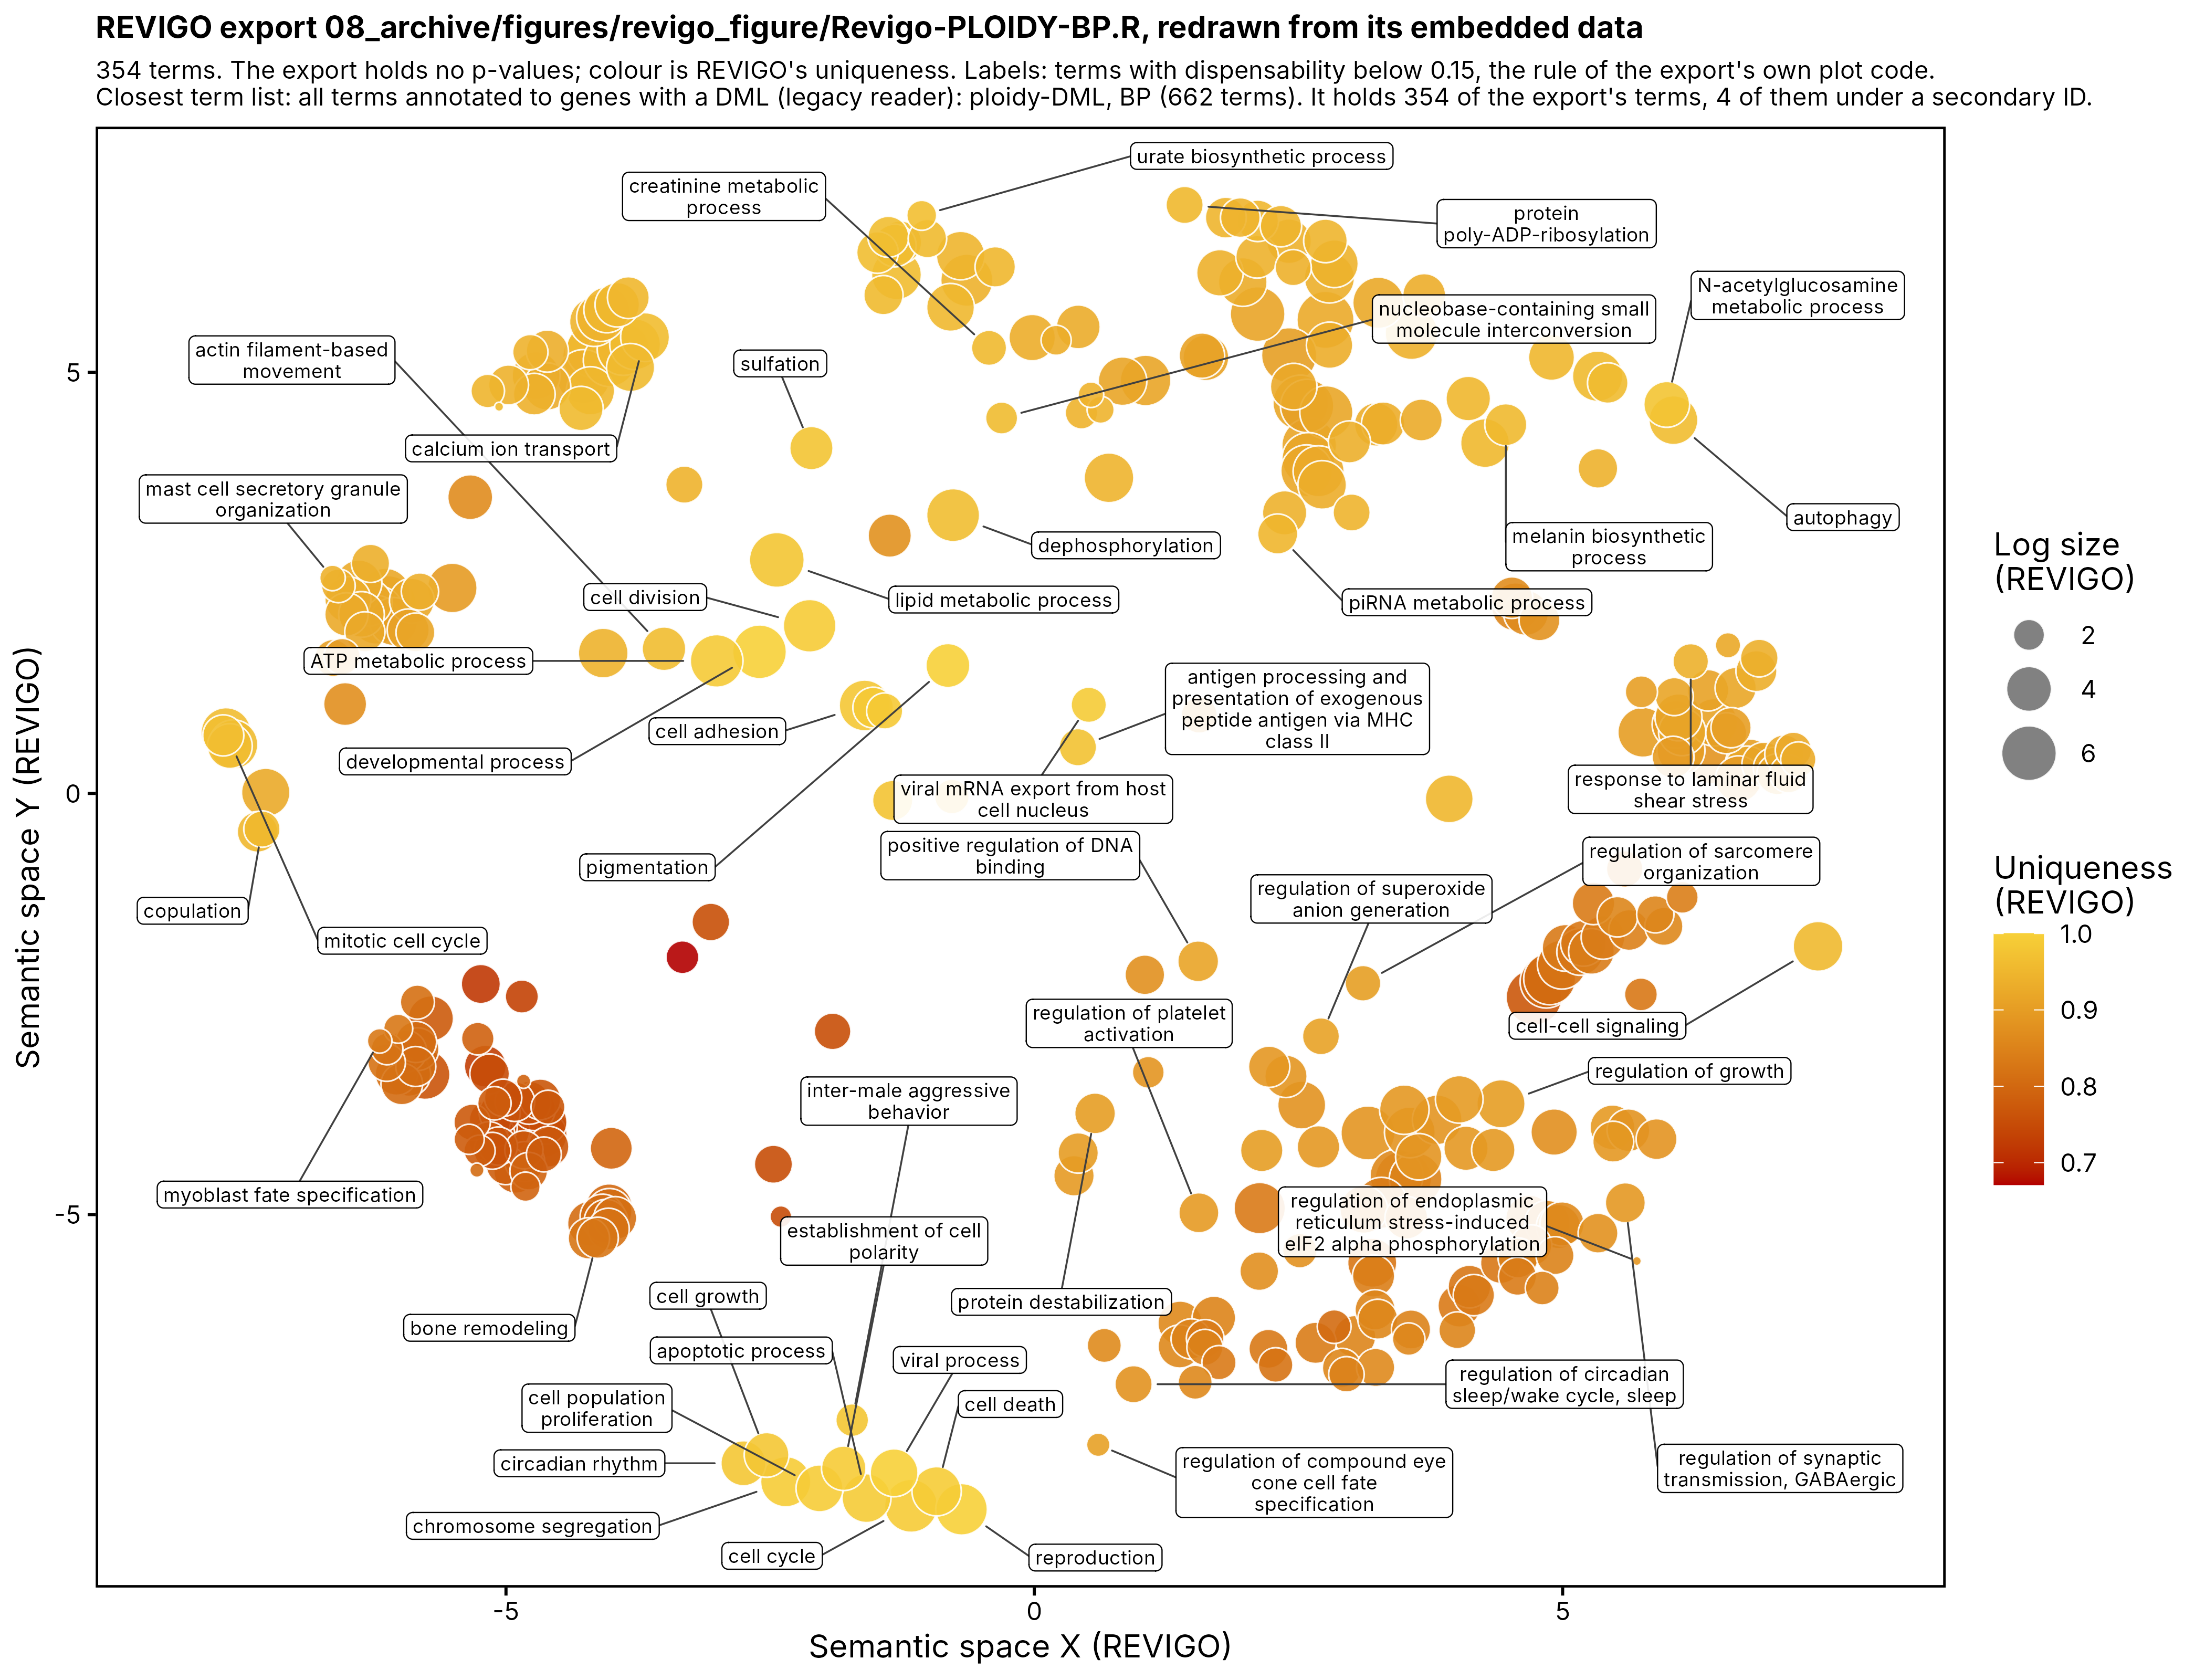 REVIGO export 08_archive/figures/revigo_figure/Revigo-PLOIDY-BP.R, redrawn from its embedded data
354 terms. The export holds no p-values; colour is REVIGO's uniqueness. Labels: terms with dispensability below 0.15, the rule of the export's own plot code.
Closest term list: all terms annotated to genes with a DML (legacy reader): ploidy-DML, BP (662 terms). It holds 354 of the export's terms, 4 of them under a secondary ID.
urate biosynthetic process
creatinine metabolic
process
protein
poly-ADP-ribosylation
N-acetylglucosamine
metabolic process
nucleobase-containing small
molecule interconversion
actin filament-based
movement
sulfation
calcium ion transport
mast cell secretory granule
organization
autophagy
melanin biosynthetic
process
dephosphorylation
cell division
lipid metabolic process
piRNA metabolic process
ATP metabolic process
antigen processing and
presentation of exogenous
peptide antigen via MHC
class II
cell adhesion
developmental process
viral mRNA export from host
cell nucleus
response to laminar fluid
shear stress
positive regulation of DNA
binding
pigmentation
regulation of sarcomere
organization
regulation of superoxide
anion generation
copulation
mitotic cell cycle
regulation of platelet
activation
cell-cell signaling
regulation of growth
inter-male aggressive
behavior
myoblast fate specification
regulation of endoplasmic
reticulum stress-induced
eIF2 alpha phosphorylation
establishment of cell
polarity
cell growth
protein destabilization
bone remodeling
apoptotic process
viral process
regulation of circadian
sleep/wake cycle, sleep
cell population
proliferation
cell death
circadian rhythm
regulation of compound eye
cone cell fate
specification
regulation of synaptic
transmission, GABAergic
chromosome segregation
cell cycle
reproduction
5
0
-5
-5
0
5
Semantic space X (REVIGO)
Semantic space Y (REVIGO)
Log size
(REVIGO)
2
4
6
Uniqueness
(REVIGO)
1.0
0.9
0.8
0.7